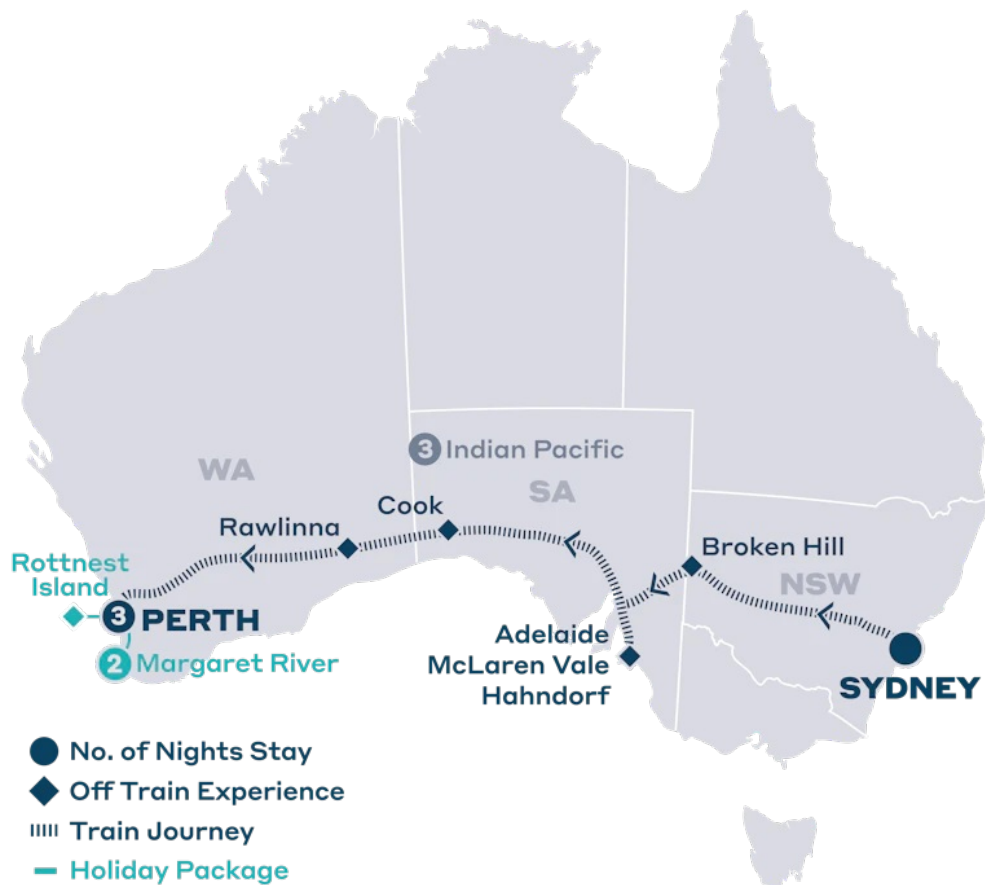 3 Indian Pacific
WA
SA
Cook
Rawlinna
Broken Hill
Rottnest
Island
NSW
3 PERTH
Adelaide
McLaren Vale
Hahndorf
2 Margaret River
SYDNEY
No. of Nights Stay
Off Train Experience
Train Journey
Holiday Package